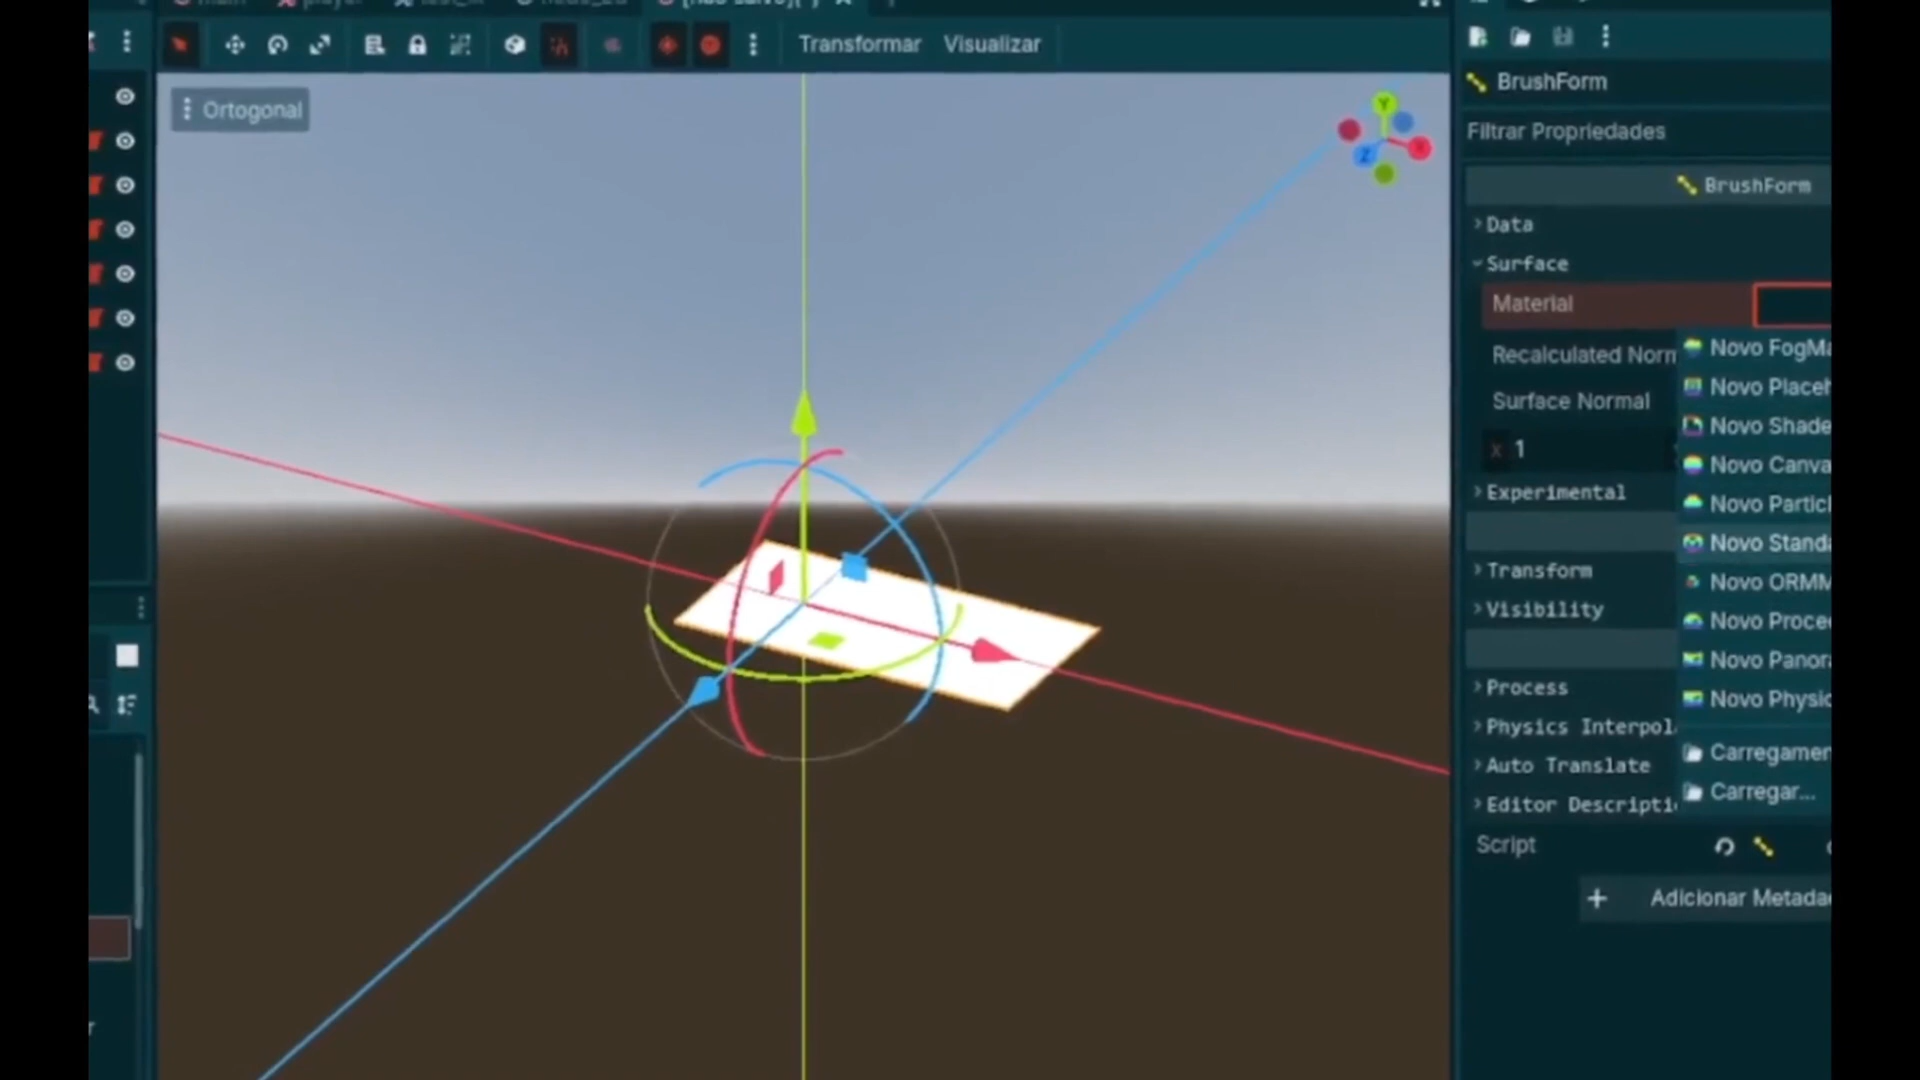 Transformar Visualizar
Ortogonal
Y
X
Z
BrushForm
Filtrar Propriedades
BrushForm
Data
Surface
Material
Recalculated Norm
Surface Normal
x 1
Experimental
Transform
Visibility
Process
Physics Interpol
Auto Translate
Editor Descripti
Script
Adicionar Metada
Novo FogMa
Novo Placeh
Novo Shade
Novo Canva
Novo Partic
Novo Standa
Novo ORMM
Novo Proce
Novo Panora
Novo Physic
Carregamen
Carregar...